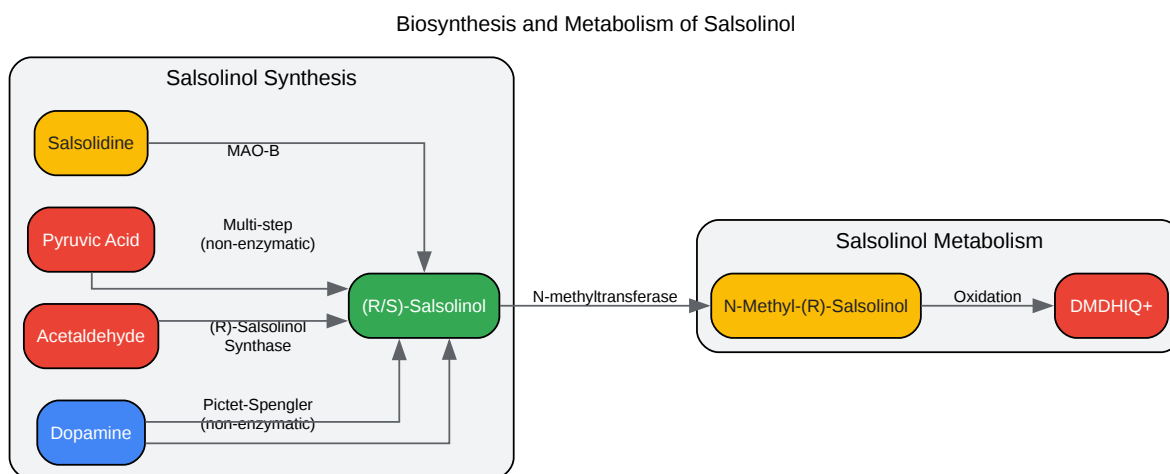 Biosynthesis and Metabolism of Salsolinol
Salsolinol Synthesis
Salsolidine
MAO-B
Pyruvic Acid
Multi-step
(non-enzymatic)
Acetaldehyde
(R)-Salsolinol
Synthase
Dopamine
Pictet-Spengler
(non-enzymatic)
(R/S)-Salsolinol
N-methyltransferase
Salsolinol Metabolism
N-Methyl-(R)-Salsolinol
Oxidation
DMDHIQ+